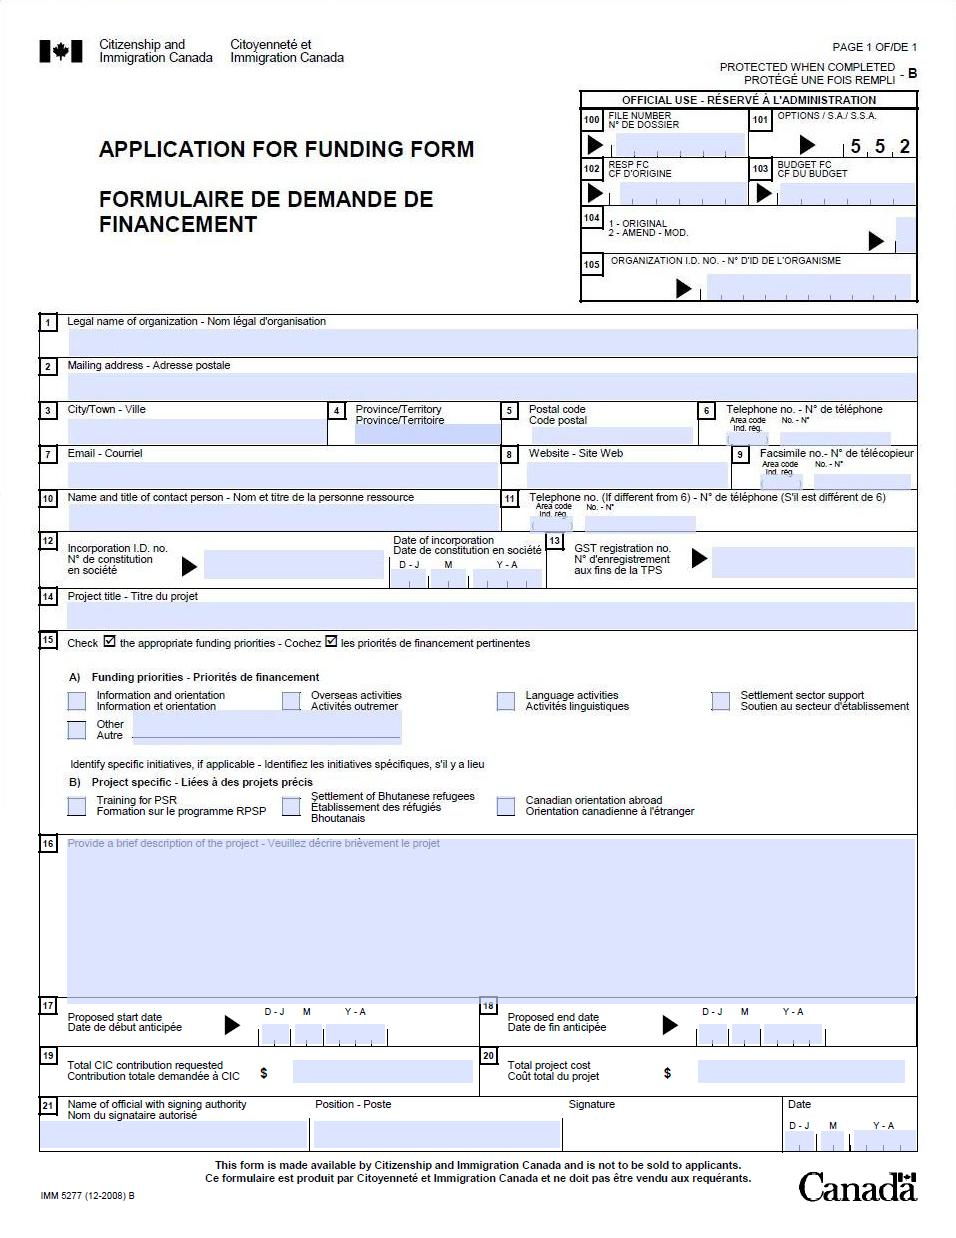 Citizenship and Immigration Canada
Citoyenneté et Immigration Canada
PAGE 1 OF/DE 1
PROTECTED WHEN COMPLETED - B
PROTÉGÉ UNE FOIS REMPLI
APPLICATION FOR FUNDING FORM
FORMULAIRE DE DEMANDE DE
FINANCEMENT
OFFICIAL USE - RÉSERVÉ À L'ADMINISTRATION
100 FILE NUMBER
N° DE DOSSIER
101 OPTIONS / S.A./ S.S.A.
5 5 2
102 RESP FC
CF D'ORIGINE
103 BUDGET FC
CF DU BUDGET
104 1 - ORIGINAL
2 - AMEND - MOD.
105 ORGANIZATION I.D. NO. - N° D'ID DE L'ORGANISME
1 Legal name of organization - Nom légal d'organisation
2 Mailing address - Adresse postale
3 City/Town - Ville
4 Province/Territory
Province/Territoire
5 Postal code
Code postal
6 Telephone no. - N° de téléphone
Area code No. - N°
Ind. rég.
7 Email - Courriel
8 Website - Site Web
9 Facsimile no.- N° de télécopieur
Area code No. - N°
Ind. rég.
10 Name and title of contact person - Nom et titre de la personne ressource
11 Telephone no. (If different from 6) - N° de téléphone (S'il est différent de 6)
Area code No. - N°
Ind. rég.
12 Incorporation I.D. no.
N° de constitution
en société
Date of incorporation
Date de constitution en société
D - J M Y - A
13 GST registration no.
N° d'enregistrement
aux fins de la TPS
14 Project title - Titre du projet
15 Check ☑ the appropriate funding priorities - Cochez ☑ les priorités de financement pertinentes
A) Funding priorities - Priorités de financement
Information and orientation
Information et orientation
Overseas activities
Activités outremer
Language activities
Activités linguistiques
Settlement sector support
Soutien au secteur d'établissement
Other
Autre
Identify specific initiatives, if applicable - Identifiez les initiatives spécifiques, s'il y a lieu
B) Project specific - Liées à des projets précis
Training for PSR
Formation sur le programme RPSP
Settlement of Bhutanese refugees
Établissement des réfugiés
Bhoutanais
Canadian orientation abroad
Orientation canadienne à l'étranger
16 Provide a brief description of the project - Veuillez décrire brièvement le projet
17 Proposed start date
Date de début anticipée
D - J M Y - A
18 Proposed end date
Date de fin anticipée
D - J M Y - A
19 Total CIC contribution requested
Contribution totale demandée à CIC
$
20 Total project cost
Coût total du projet
$
21 Name of official with signing authority
Nom du signataire autorisé
Position - Poste
Signature
Date
D - J M Y - A
This form is made available by Citizenship and Immigration Canada and is not to be sold to applicants.
Ce formulaire est produit par Citoyenneté et Immigration Canada et ne doit pas être vendu aux requérants.
IMM 5277 (12-2008) B
Canada